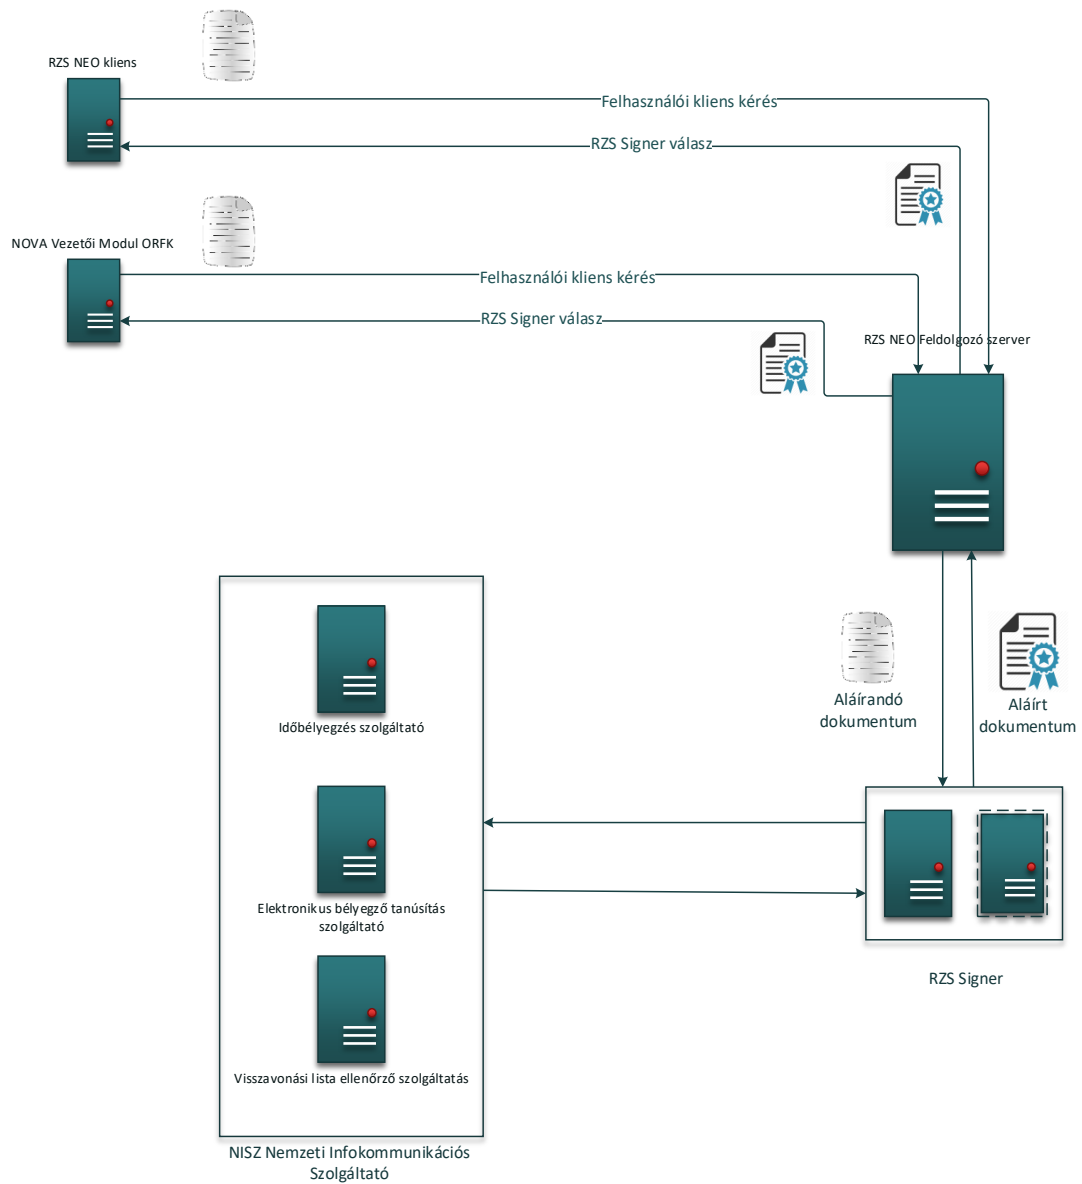 RZS NEO kliens
Felhasználói kliens kérés
RZS Signer válasz
NOVA Vezetői Modul ORFK
Felhasználói kliens kérés
RZS Signer válasz
RZS NEO Feldolgozó szerver
Aláírandó
dokumentum
Aláírt
dokumentum
Időbélyegzés szolgáltató
Elektronikus bélyegző tanúsítás
szolgáltató
RZS Signer
Visszavonási lista ellenőrző szolgáltatás
NISZ Nemzeti Infokommunikációs
Szolgáltató